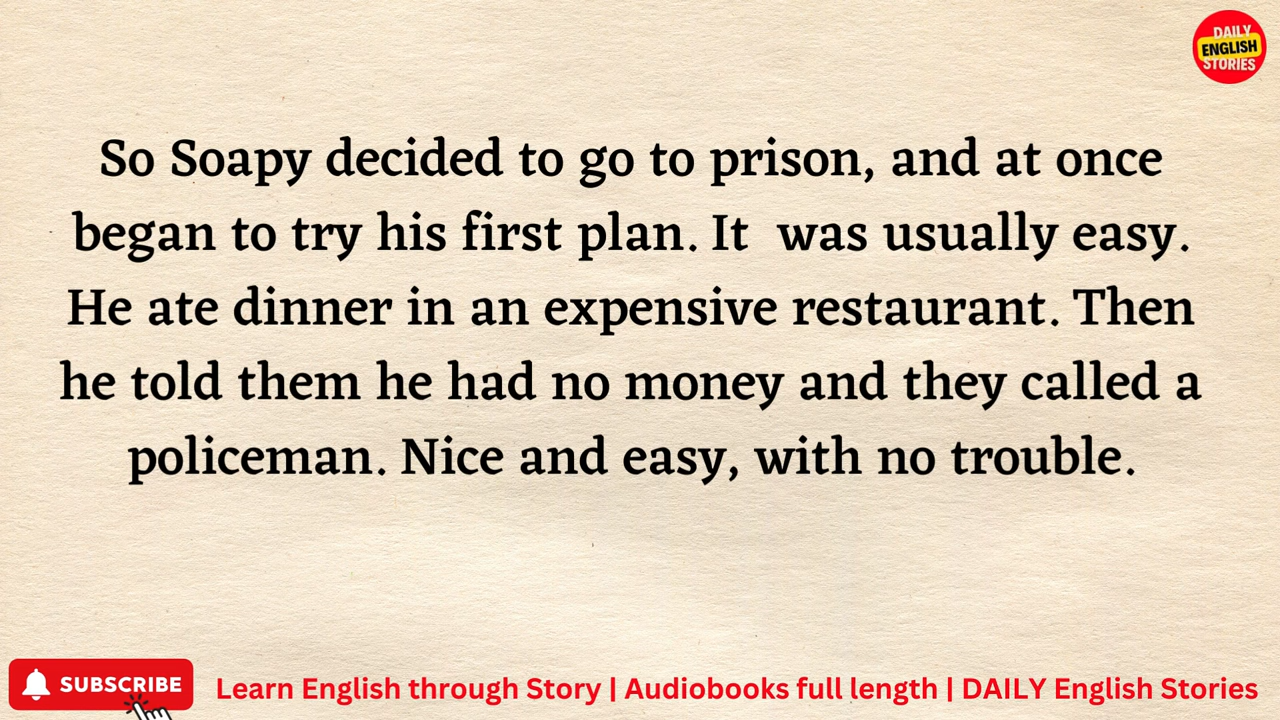 DAILY
ENGLISH
STORIES
So Soapy decided to go to prison, and at once
began to try his first plan. It  was usually easy.
He ate dinner in an expensive restaurant. Then
he told them he had no money and they called a
policeman. Nice and easy, with no trouble.
SUBSCRIBE
Learn English through Story | Audiobooks full length | DAILY English Stories